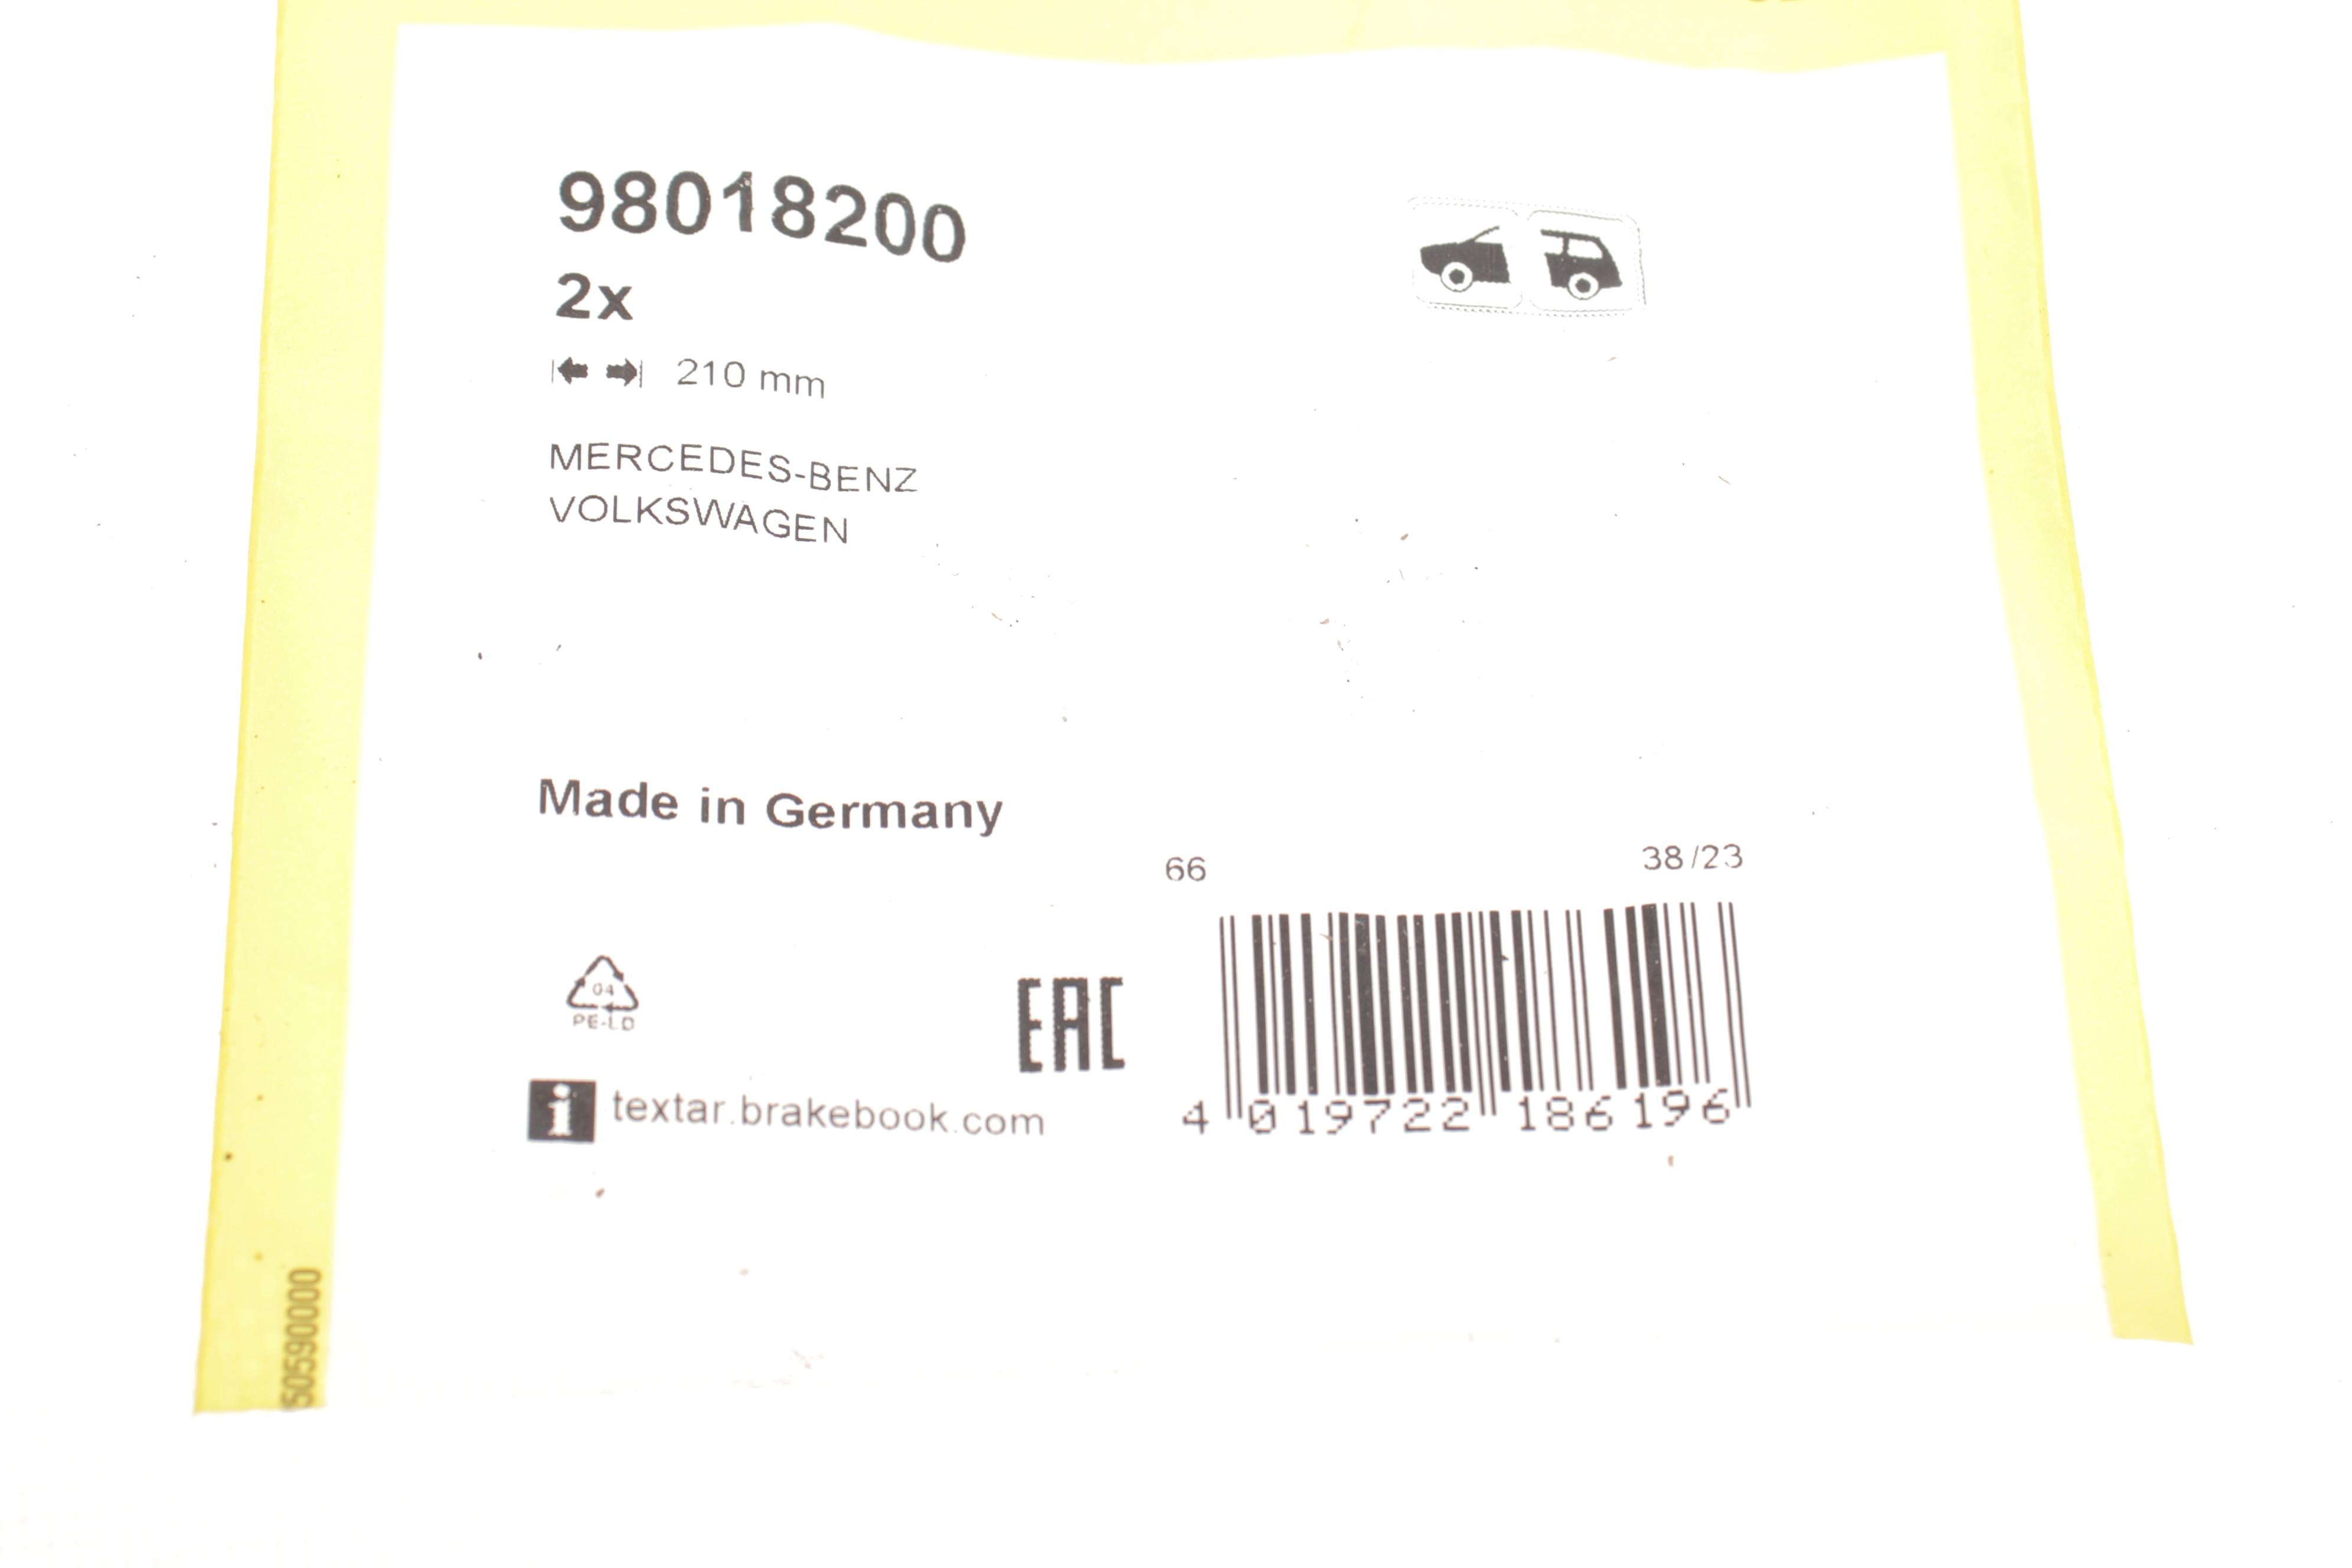 98018200
2x
210 mm
MERCEDES-BENZ
VOLKSWAGEN
Made in Germany
66
38/23
04
PE-LD
EAC
i textar.brakebook.com
4 019722 186196
50590000